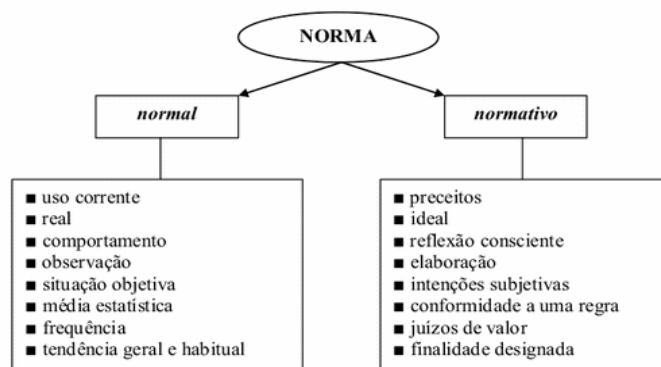 NORMA
normal
normativo
■ uso corrente
■ real
■ comportamento
■ observação
■ situação objetiva
■ média estatística
■ frequência
■ tendência geral e habitual
■ preceitos
■ ideal
■ reflexão consciente
■ elaboração
■ intenções subjetivas
■ conformidade a uma regra
■ juízos de valor
■ finalidade designada